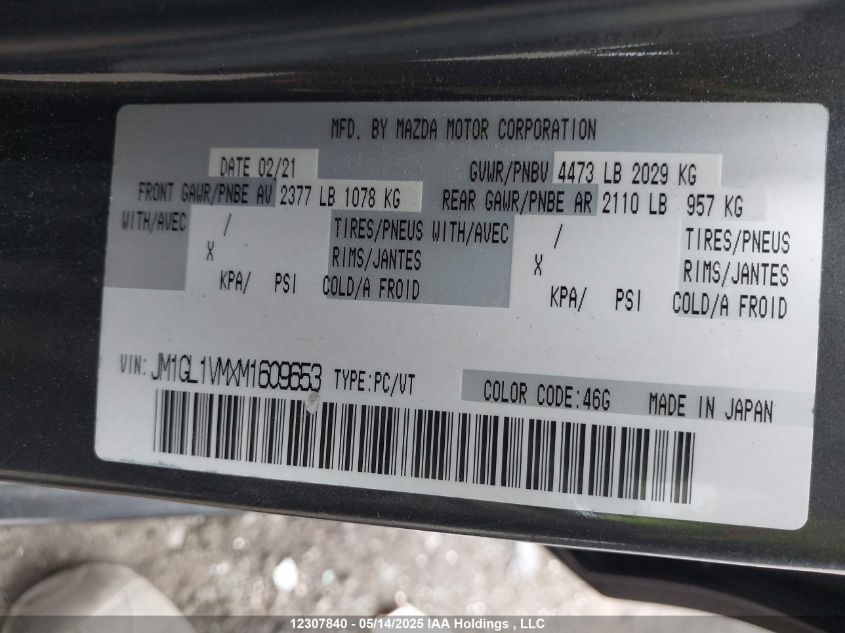 MFD. BY MAZDA MOTOR CORPORATION
DATE 02/21 GVWR/PNBV 4473 LB 2029 KG
FRONT GAWR/PNBE AV 2377 LB 1078 KG REAR GAWR/PNBE AR 2110 LB 957 KG
WITH/AVEC / TIRES/PNEUS WITH/AVEC / TIRES/PNEUS
X RIMS/JANTES X RIMS/JANTES
KPA/ PSI COLD/A FROID KPA/ PSI COLD/A FROID
VIN: JM1GL1VMXM1609653 TYPE:PC/VT COLOR CODE:46G MADE IN JAPAN
12307840 - 05/14/2025 IAA Holdings, LLC